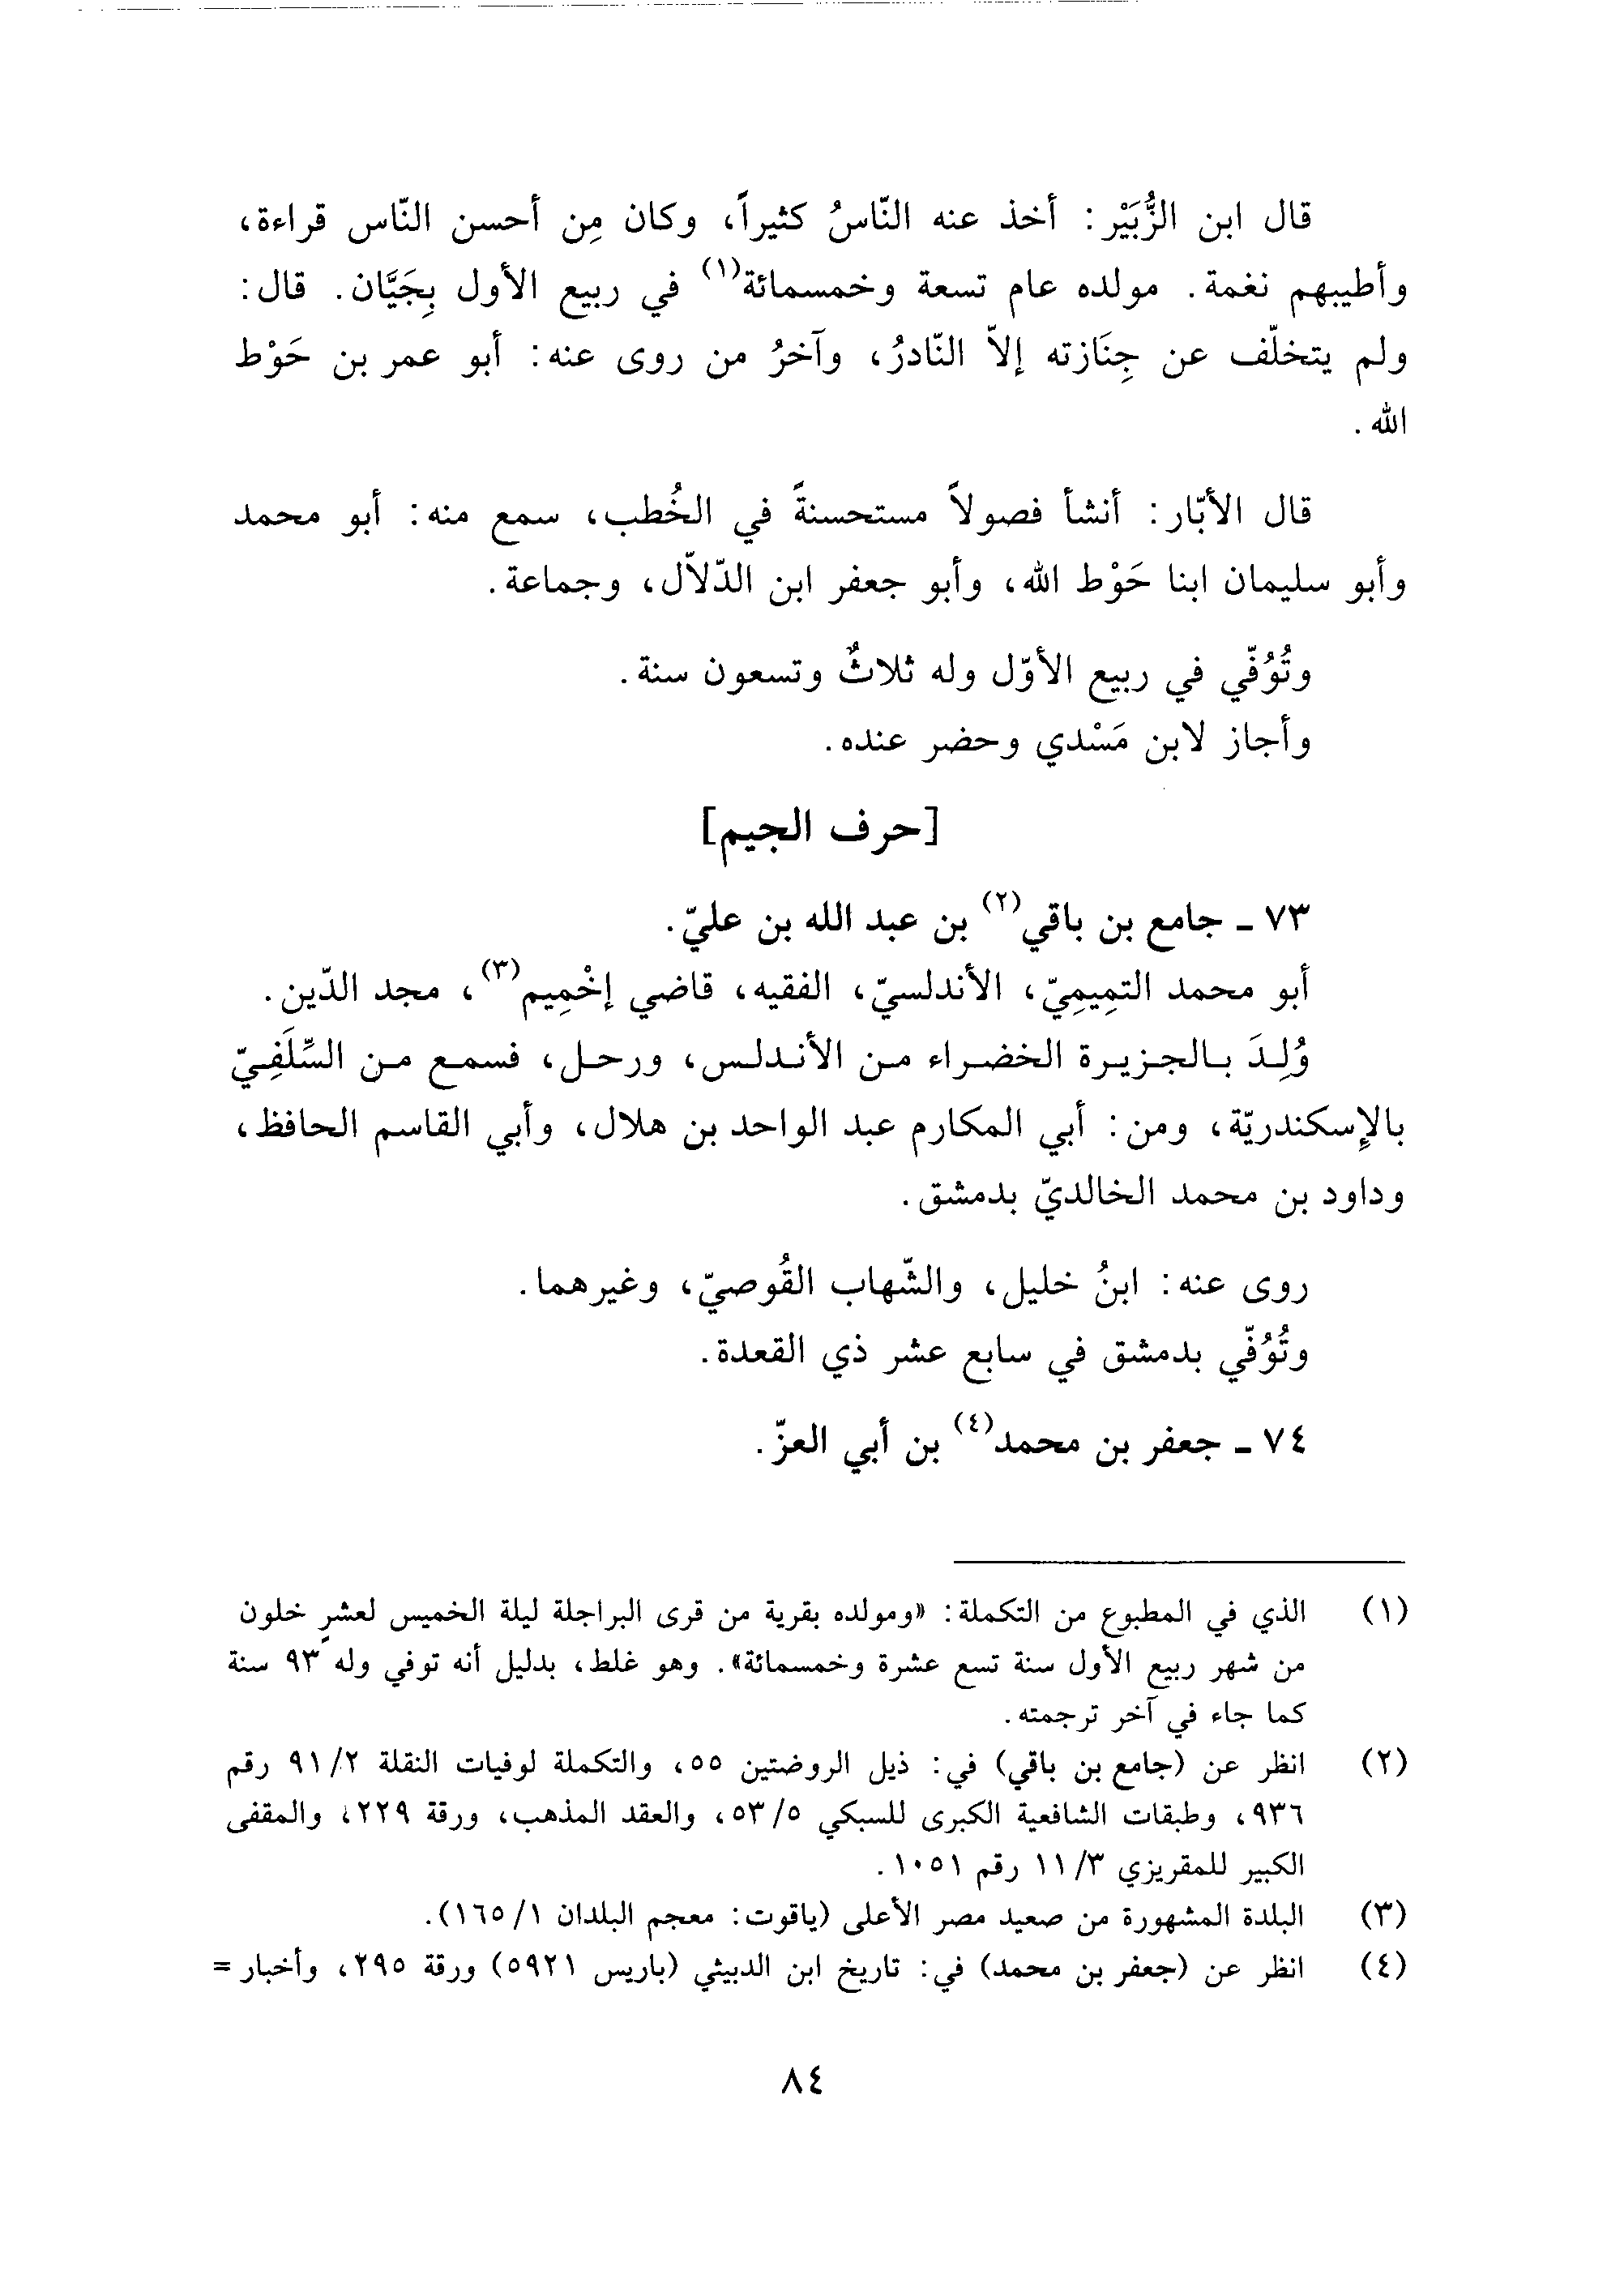 قال ابن الزُّبَيْر: أخذ عنه النّاسُ كثيراً، وكان مِن أحسن النّاس قراءة،
وأطيبهم نغمة. مولده عام تسعة وخمسمائة(١) في ربيع الأول بِجَيَّان. قال:
ولم يتخلّف عن جِنَازته إلاّ النّادرُ، وآخرُ من روى عنه: أبو عمر بن حَوْط
الله.
قال الأبّار: أنشأ فصولاً مستحسنةً في الخُطب، سمع منه: أبو محمد
وأبو سليمان ابنا حَوْط الله، وأبو جعفر ابن الدّلاّل، وجماعة.
وتُوُفّي في ربيع الأوّل وله ثلاثٌ وتسعون سنة.
وأجاز لابن مَسْدي وحضر عنده.
[حرف الجيم]
٧٣ ـ جامع بن باقي(٢) بن عبد الله بن عليّ.
أبو محمد التمِيمِيّ، الأندلسيّ، الفقيه، قاضي إخْمِيم(٣)، مجد الدّين.
وُلِدَ بالجزيرة الخضراء من الأندلس، ورحل، فسمع من السِّلَفِيّ
بالإسكندريّة، ومن: أبي المكارم عبد الواحد بن هلال، وأبي القاسم الحافظ،
وداود بن محمد الخالديّ بدمشق.
روى عنه: ابنُ خليل، والشّهاب القُوصيّ، وغيرهما.
وتُوُفّي بدمشق في سابع عشر ذي القعدة.
٧٤ ـ جعفر بن محمد(٤) بن أبي العزّ.
(١) الذي في المطبوع من التكملة: «ومولده بقرية من قرى البراجلة ليلة الخميس لعشرٍ خلون
من شهر ربيع الأول سنة تسع عشرة وخمسمائة». وهو غلط، بدليل أنه توفي وله ٩٣ سنة
كما جاء في آخر ترجمته.
(٢) انظر عن (جامع بن باقي) في: ذيل الروضتين ٥٥، والتكملة لوفيات النقلة ٩١/٢ رقم
٩٣٦، وطبقات الشافعية الكبرى للسبكي ٥٣/٥، والعقد المذهب، ورقة ٢٢٩، والمقفى
الكبير للمقريزي ١١/٣ رقم ١٠٥١.
(٣) البلدة المشهورة من صعيد مصر الأعلى (ياقوت: معجم البلدان ١٦٥/١).
(٤) انظر عن (جعفر بن محمد) في: تاريخ ابن الدبيثي (باريس ٥٩٢١) ورقة ٢٩٥، وأخبار =
٨٤